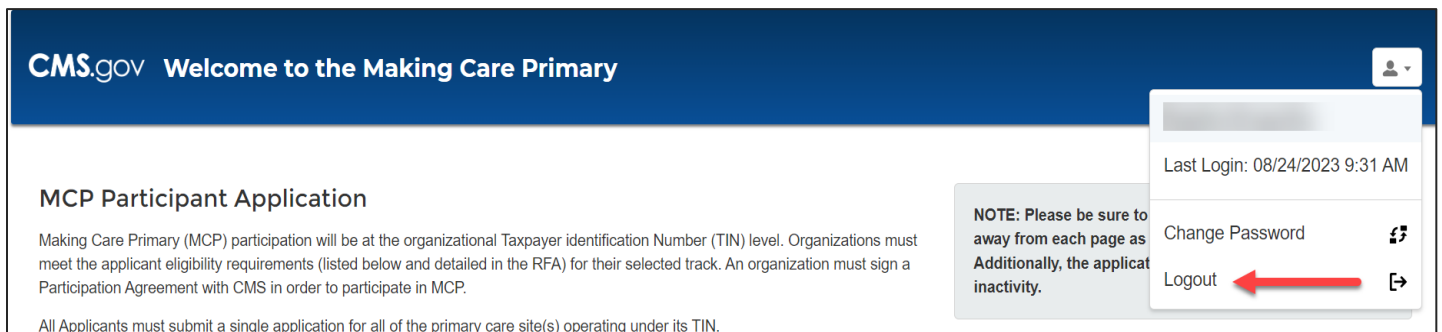 CMS.gov Welcome to the Making Care Primary
Last Login: 08/24/2023 9:31 AM
Change Password
Logout
MCP Participant Application
Making Care Primary (MCP) participation will be at the organizational Taxpayer identification Number (TIN) level. Organizations must
meet the applicant eligibility requirements (listed below and detailed in the RFA) for their selected track. An organization must sign a
Participation Agreement with CMS in order to participate in MCP.
All Applicants must submit a single application for all of the primary care site(s) operating under its TIN.
NOTE: Please be sure to
away from each page as
Additionally, the applicat
inactivity.